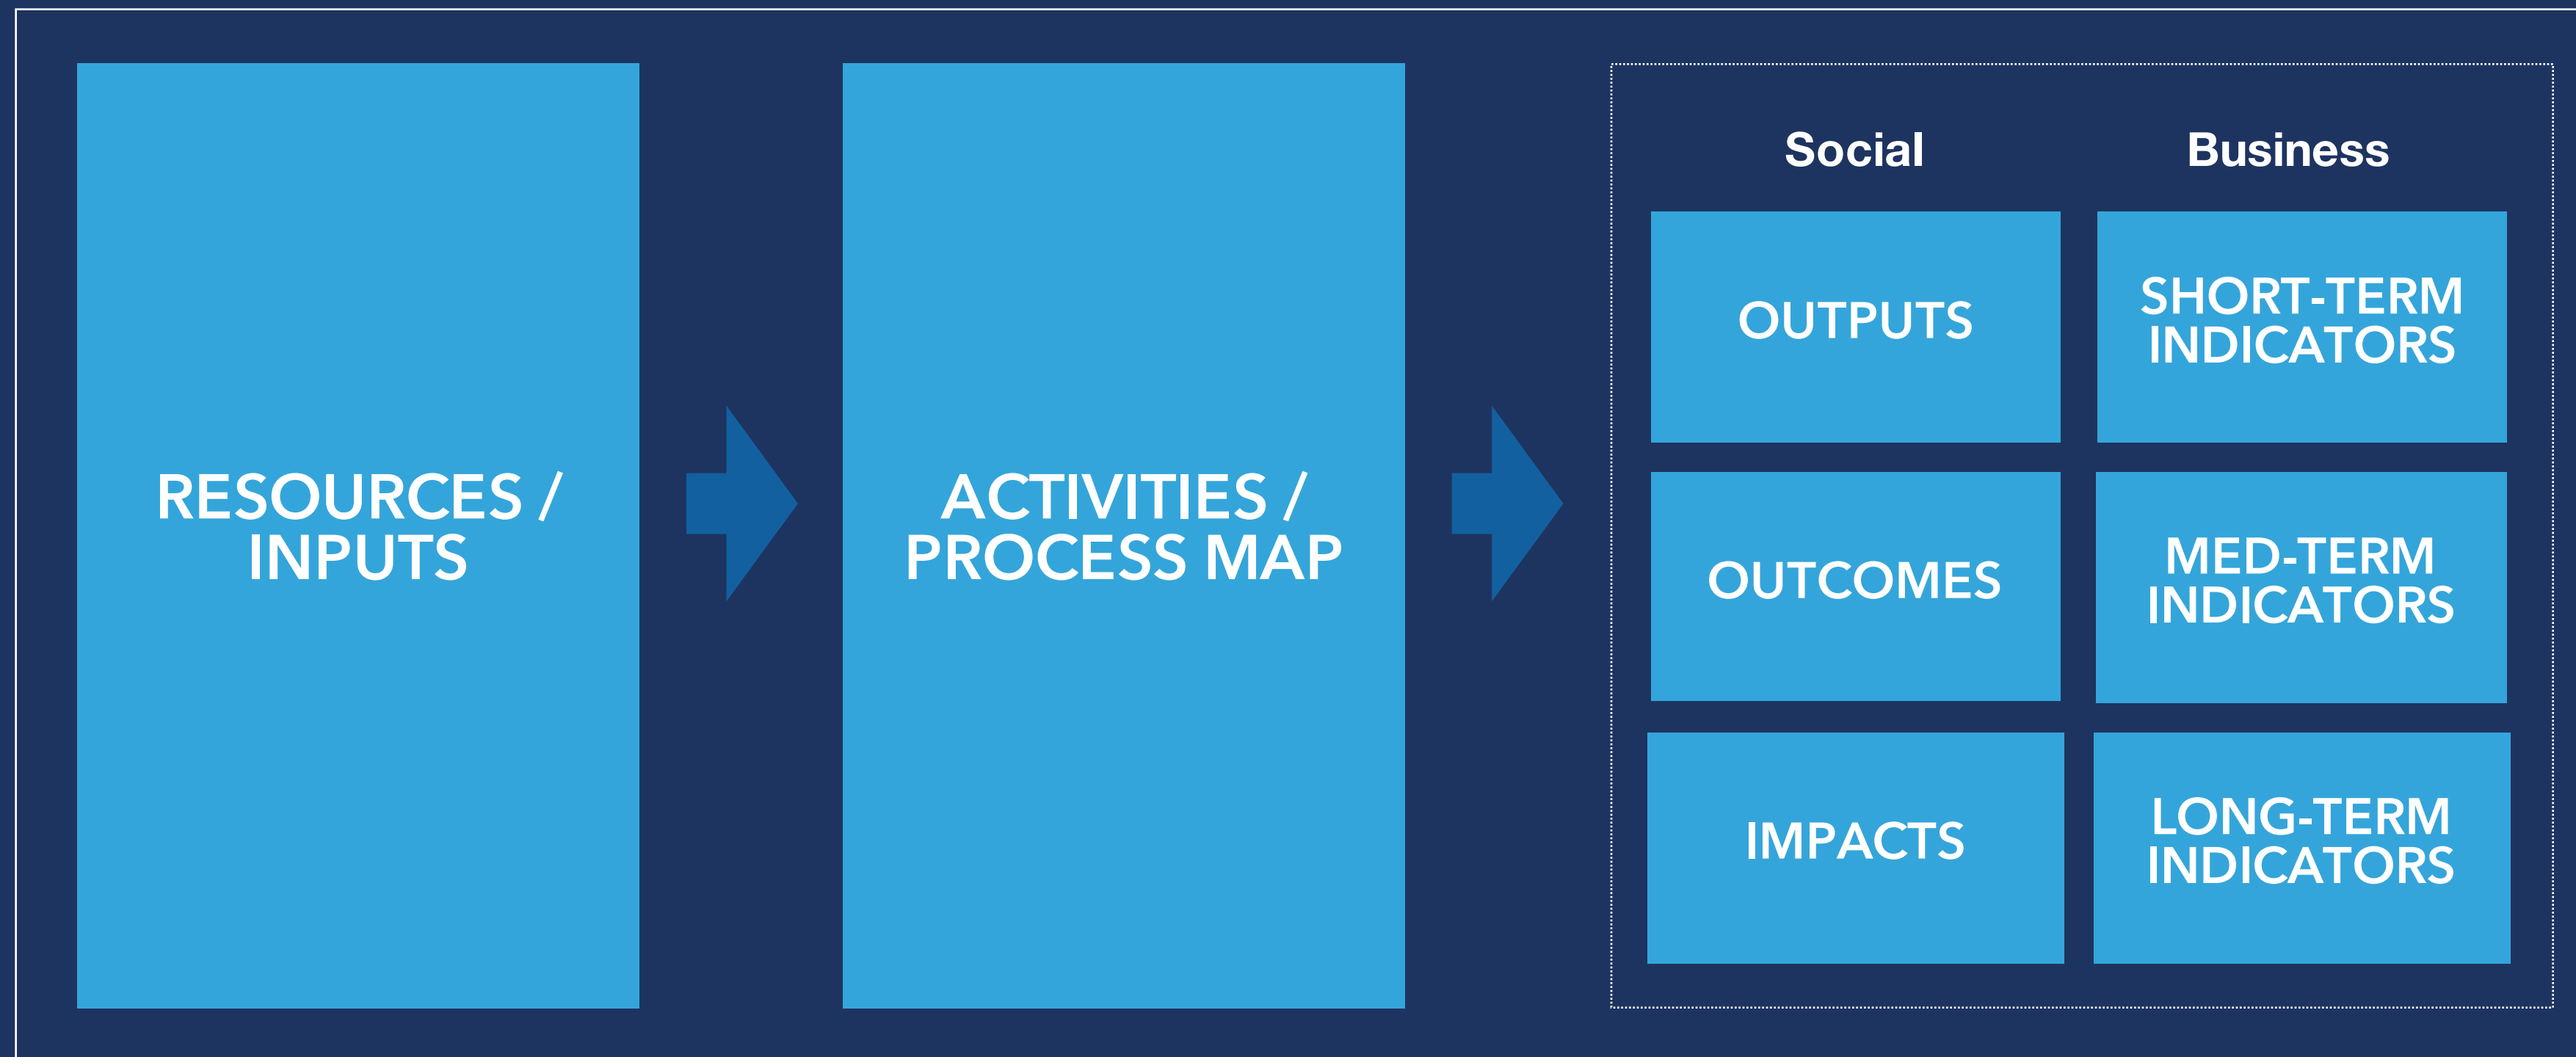 RESOURCES /
INPUTS
ACTIVITIES /
PROCESS MAP
Social
Business
OUTPUTS
SHORT-TERM
INDICATORS
OUTCOMES
MED-TERM
INDICATORS
IMPACTS
LONG-TERM
INDICATORS